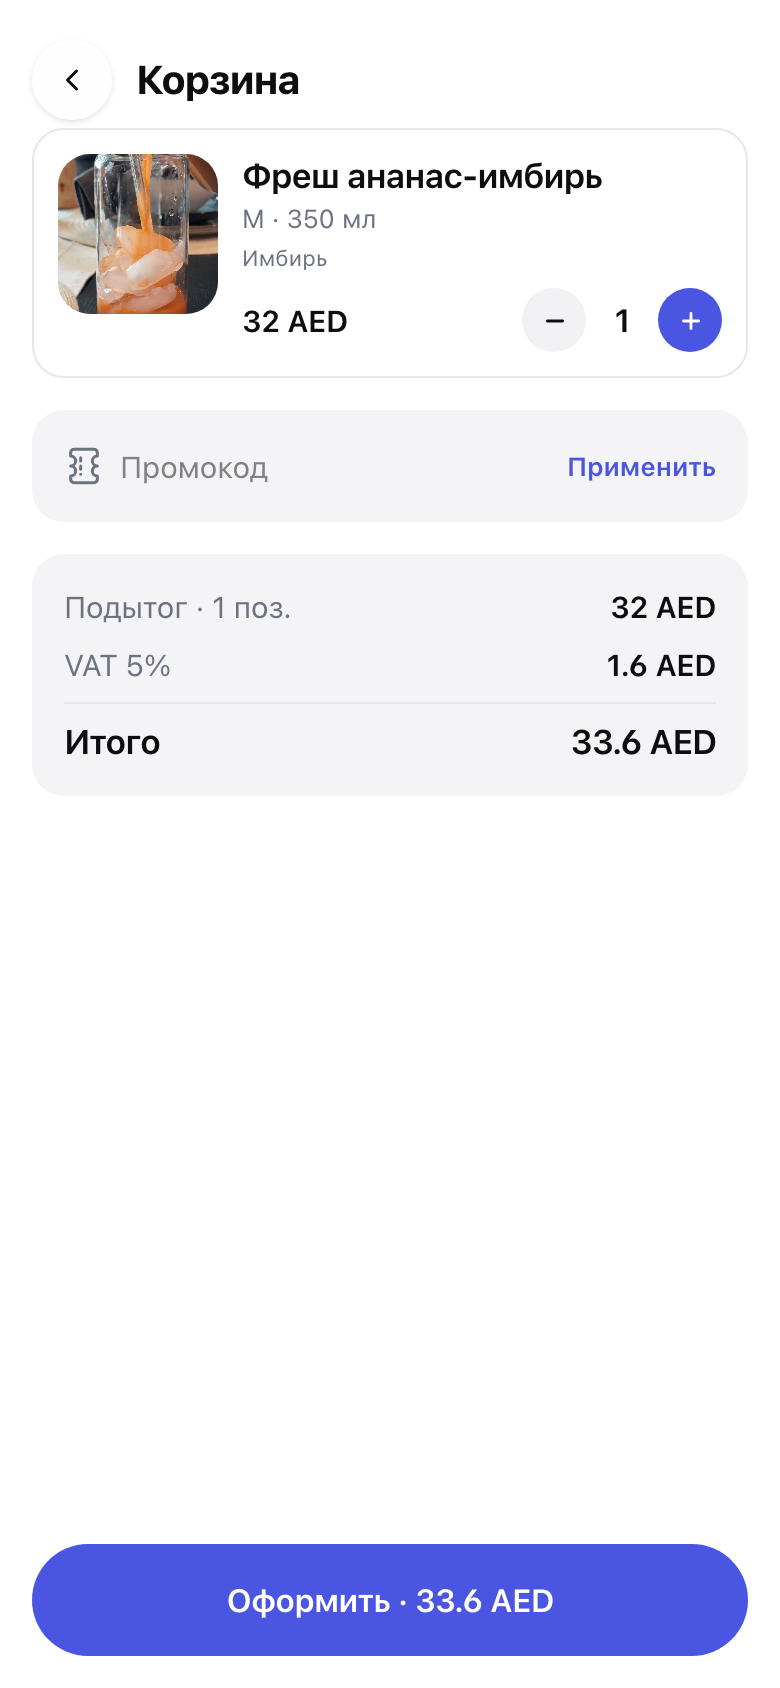 Корзина
Фреш ананас-имбирь
M · 350 мл
Имбирь
32 AED
− 1 +
Промокод
Применить
Подытог · 1 поз.
32 AED
VAT 5%
1.6 AED
Итого
33.6 AED
Оформить · 33.6 AED